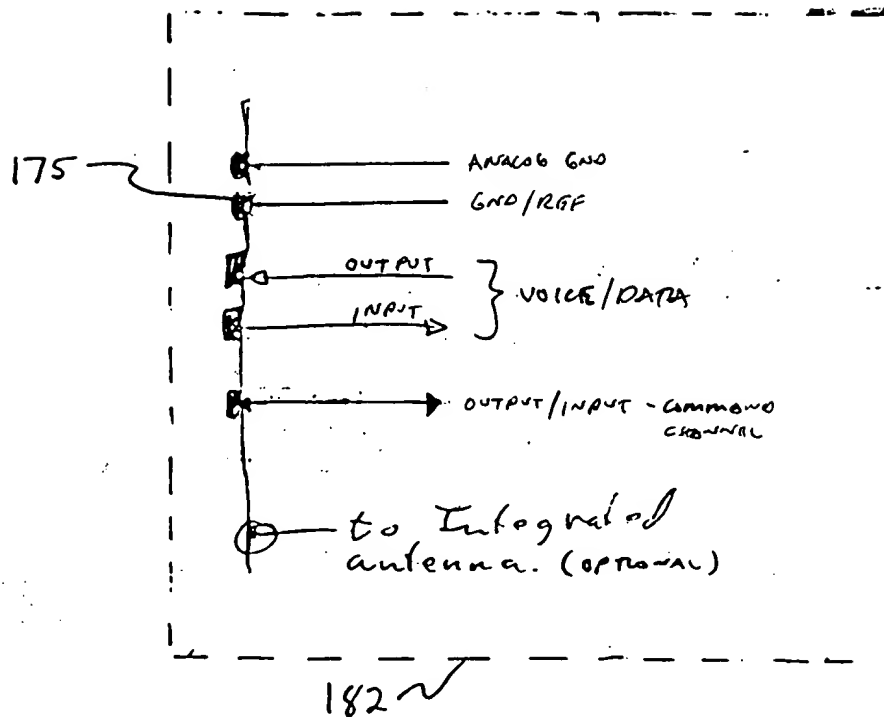 ANALOG GND
175
GND/REF
OUTPUT
VOICE/DATA
INPUT
OUTPUT/INPUT - COMMAND
CHANNEL
to Integrated
antenna. (OPTIONAL)
182